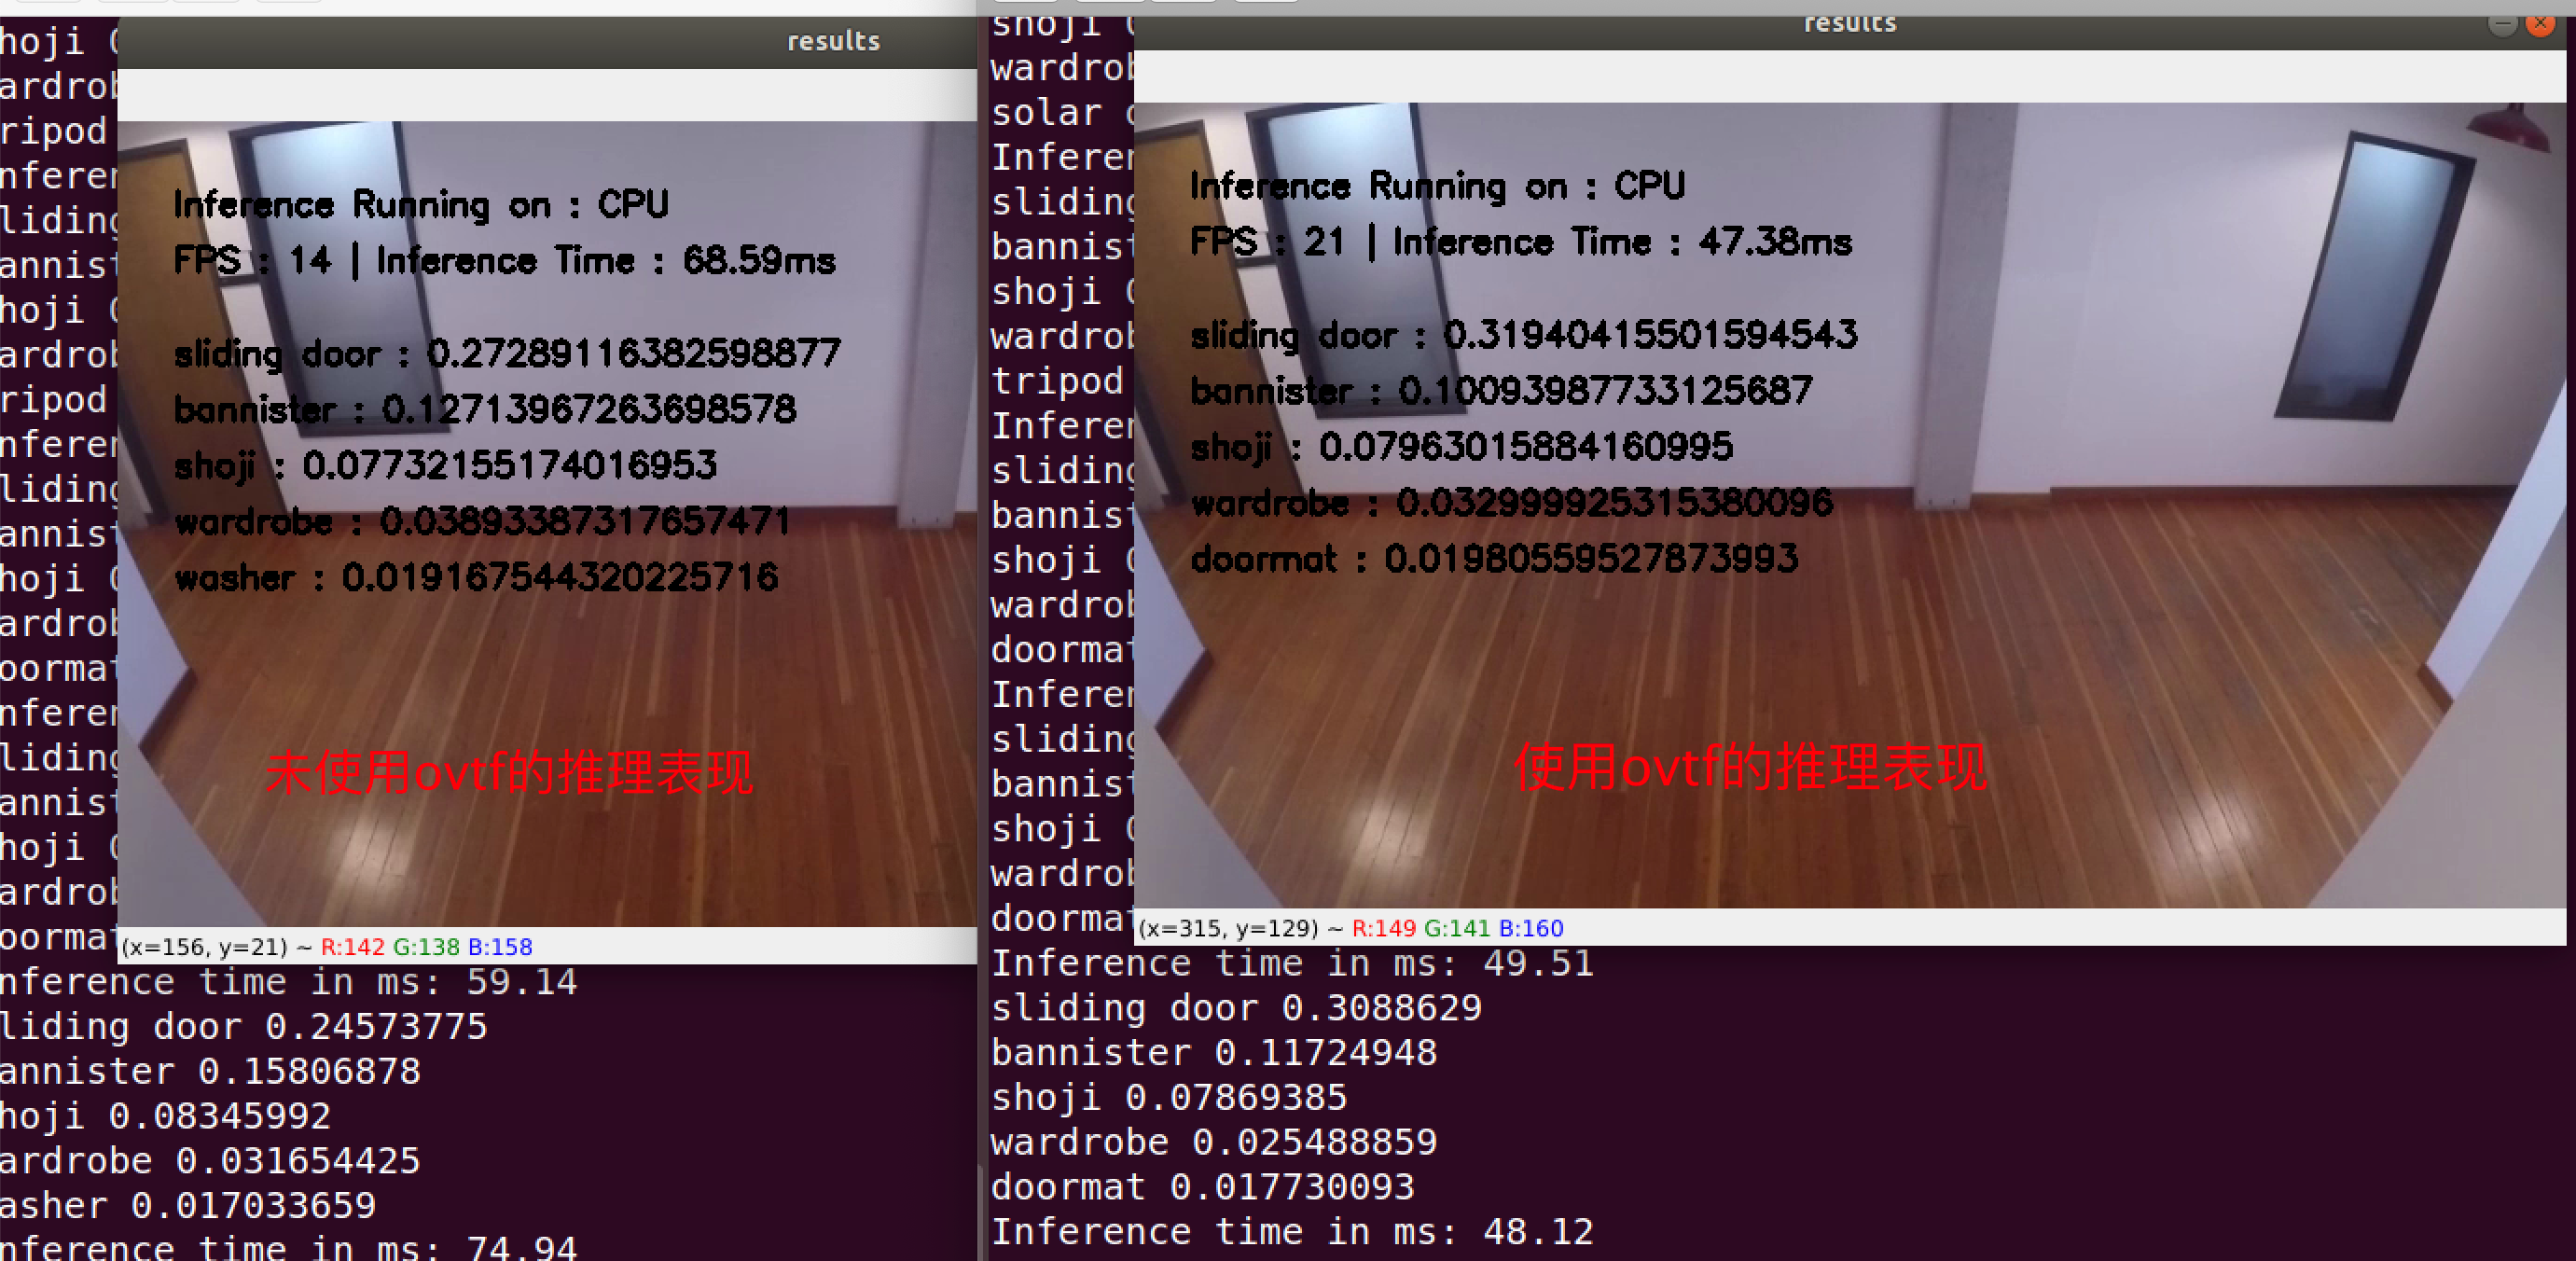 hoji
ardrob
ripod
nferen
liding
annist
hoji
ardrob
ripod
nferen
liding
annist
hoji
ardrob
oormat
nferen
liding
annist
hoji
ardrob
oormat
results
Inference Running on : CPU
FPS : 14 | Inference Time : 68.59ms
sliding door : 0.27289116382598877
bannister : 0.12713967263698578
shoji : 0.07732155174016953
wardrobe : 0.03893387317657471
washer : 0.019167544320225716
未使用ovtf的推理表现
(x=156, y=21) ~ R:142 G:138 B:158
nference time in ms: 59.14
liding door 0.24573775
annister 0.15806878
hoji 0.08345992
ardrobe 0.031654425
asher 0.017033659
nference time in ms: 74.94
shoji
wardrob
solar
Inferen
sliding
bannist
shoji
wardrob
tripod
Inferen
sliding
bannist
shoji
wardrob
doormat
Inferen
sliding
bannist
shoji
wardrob
doormat
results
Inference Running on : CPU
FPS : 21 | Inference Time : 47.38ms
sliding door : 0.31940415501594543
bannister : 0.10093987733125687
shoji : 0.07963015884160995
wardrobe : 0.032999925315380096
doormat : 0.01980559527873993
使用ovtf的推理表现
(x=315, y=129) ~ R:149 G:141 B:160
Inference time in ms: 49.51
sliding door 0.3088629
bannister 0.11724948
shoji 0.07869385
wardrobe 0.025488859
doormat 0.017730093
Inference time in ms: 48.12